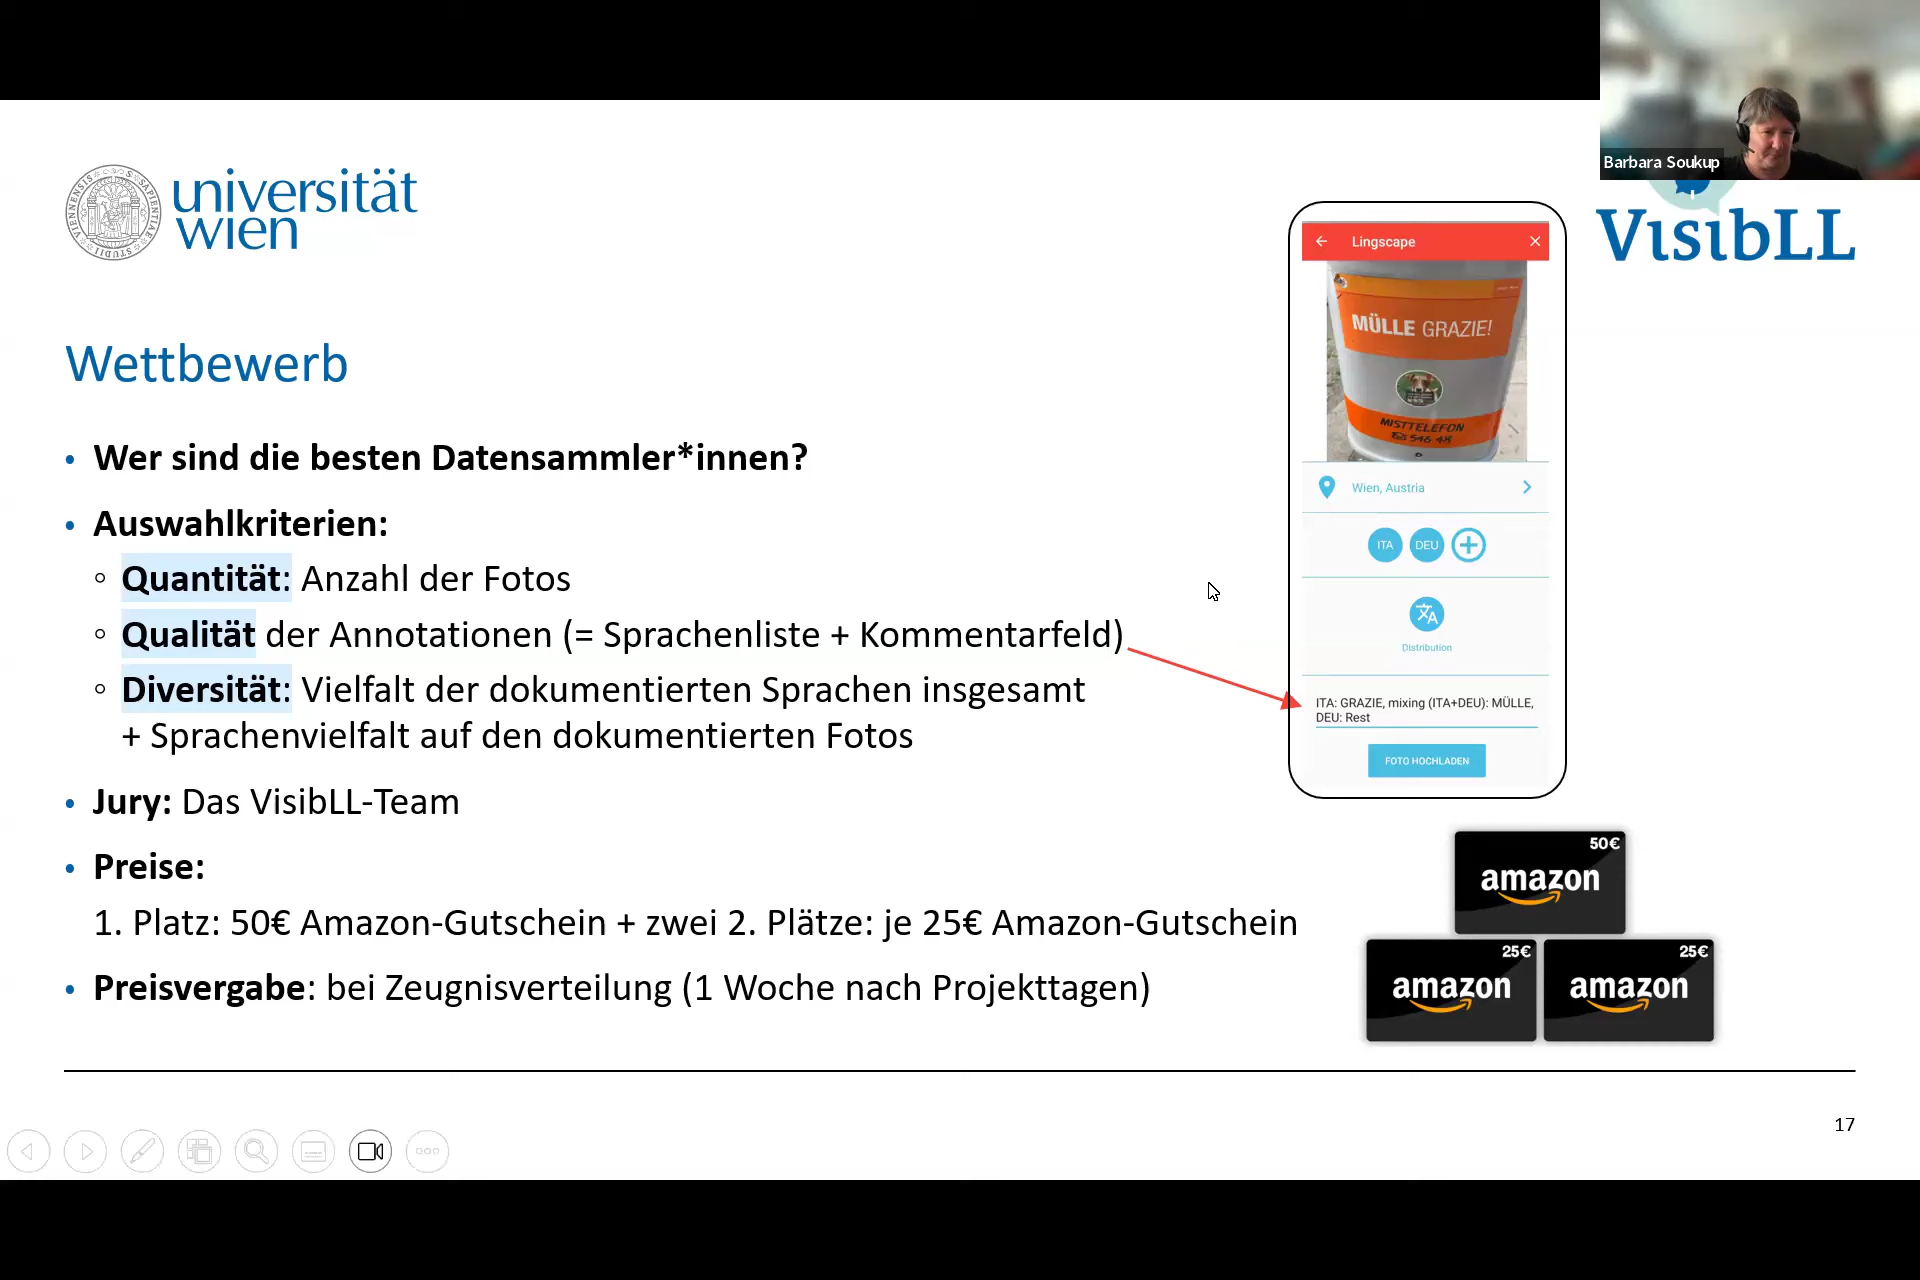 Barbara Soukup
universität
wien
VisibLL
Wettbewerb
• Wer sind die besten Datensammler*innen?
• Auswahlkriterien:
◦ Quantität: Anzahl der Fotos
◦ Qualität der Annotationen (= Sprachenliste + Kommentarfeld)
◦ Diversität: Vielfalt der dokumentierten Sprachen insgesamt
+ Sprachenvielfalt auf den dokumentierten Fotos
• Jury: Das VisibLL-Team
• Preise:
1. Platz: 50€ Amazon-Gutschein + zwei 2. Plätze: je 25€ Amazon-Gutschein
• Preisvergabe: bei Zeugnisverteilung (1 Woche nach Projekttagen)
Lingscape
MÜLLE GRAZIE!
MISTTELEFON
546 48
Wien, Austria
ITA DEU
Distribution
ITA: GRAZIE, mixing (ITA+DEU): MÜLLE,
DEU: Rest
FOTO HOCHLADEN
50€
amazon
25€
amazon
25€
amazon
17